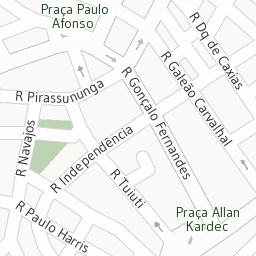 Praça Paulo
Afonso
R Dq de Caxias
R Galeão Carvalhal
R Gonçalo Fernandes
R Pirassununga
R Independência
R Navajos
R Tuiuti
R Paulo Harris
Praça Allan
Kardec